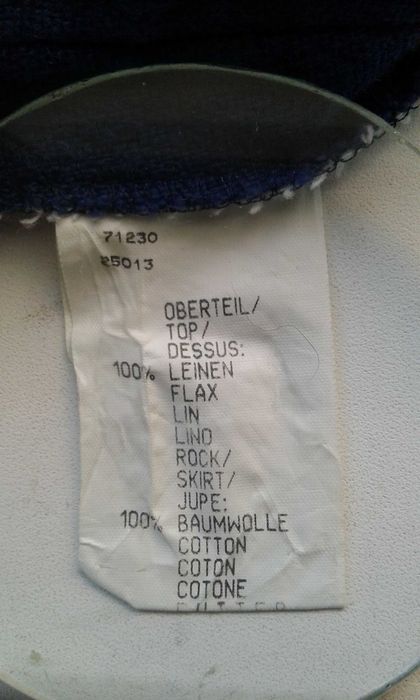 71230
25013
OBERTEIL/
TOP/
DESSUS:
100% LEINEN
FLAX
LIN
LINO
ROCK/
SKIRT/
JUPE:
100% BAUMWOLLE
COTTON
COTON
COTONE